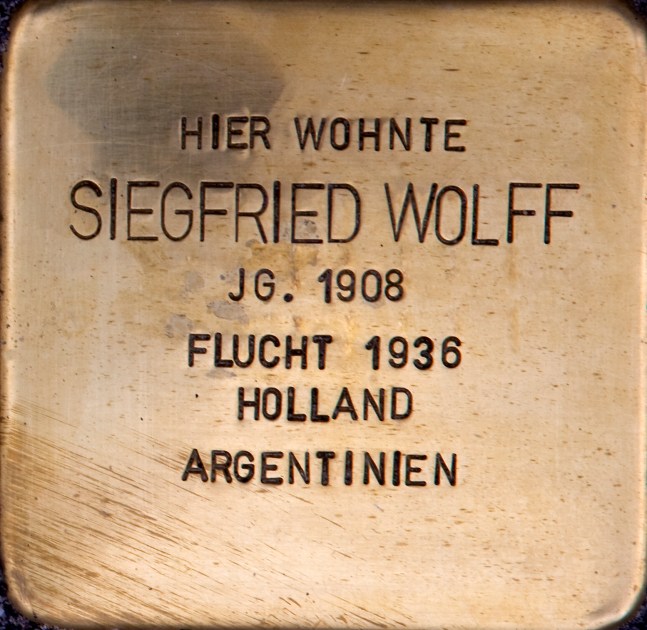 HIER WOHNTE
SIEGFRIED WOLFF
JG. 1908
FLUCHT 1936
HOLLAND
ARGENTINIEN